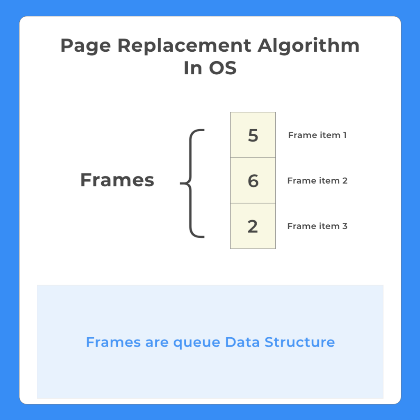 Page Replacement Algorithm
In OS
5 Frame item 1
Frames 6 Frame item 2
2 Frame item 3
Frames are queue Data Structure